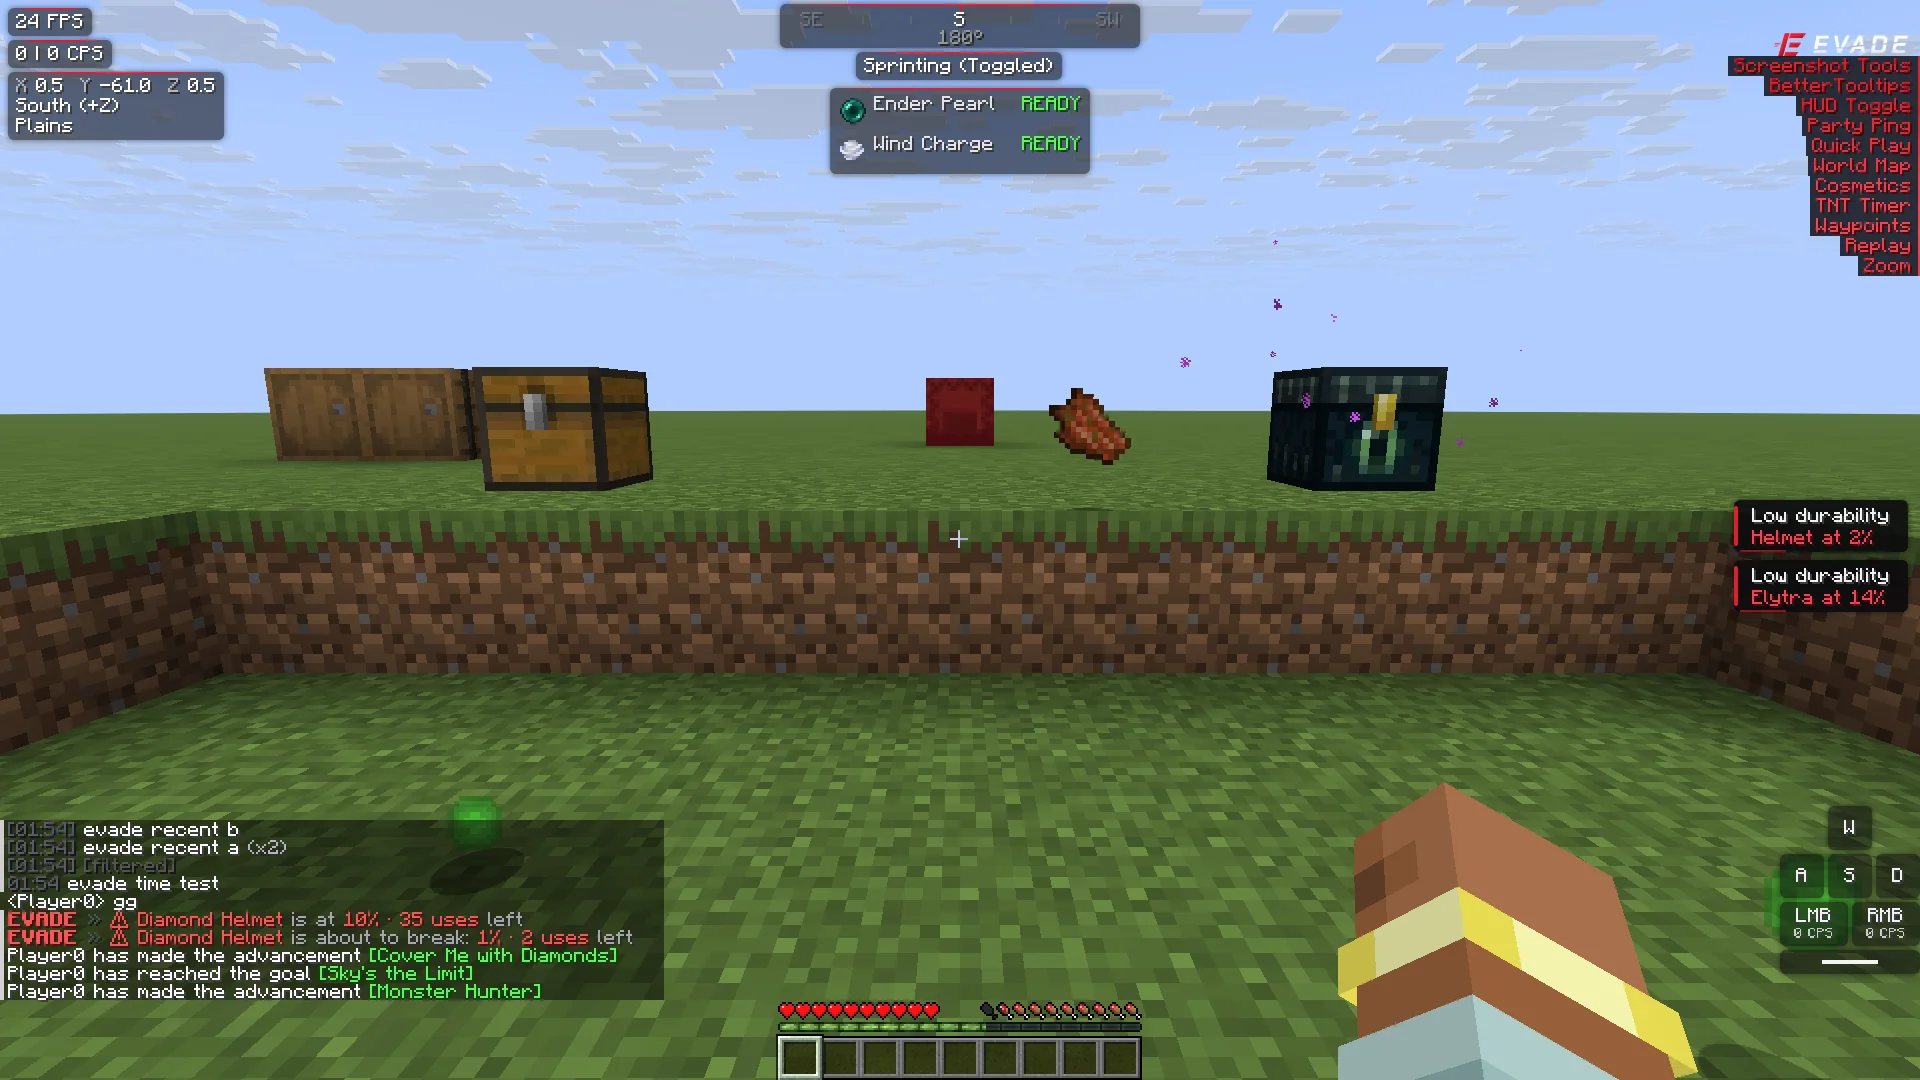 24 FPS
0 | 0 CPS
X 0.5 Y -61.0 Z 0.5
South (+Z)
Plains
SE S SW
180°
Sprinting (Toggled)
Ender Pearl READY
Wind Charge READY
EVADE
Screenshot Tools
BetterTooltips
HUD Toggle
Party Ping
Quick Play
World Map
Cosmetics
TNT Timer
Waypoints
Replay
Zoom
Low durability
Helmet at 2%
Low durability
Elytra at 14%
[01:54] evade recent b
[01:54] evade recent a (x2)
[01:54] [filtered]
01:54 evade time test
<Player0> gg
EVADE » ⚠ Diamond Helmet is at 10% · 35 uses left
EVADE » ⚠ Diamond Helmet is about to break: 1% · 2 uses left
Player0 has made the advancement [Cover Me with Diamonds]
Player0 has reached the goal [Sky's the Limit]
Player0 has made the advancement [Monster Hunter]
W
A S D
LMB RMB
0 CPS 0 CPS